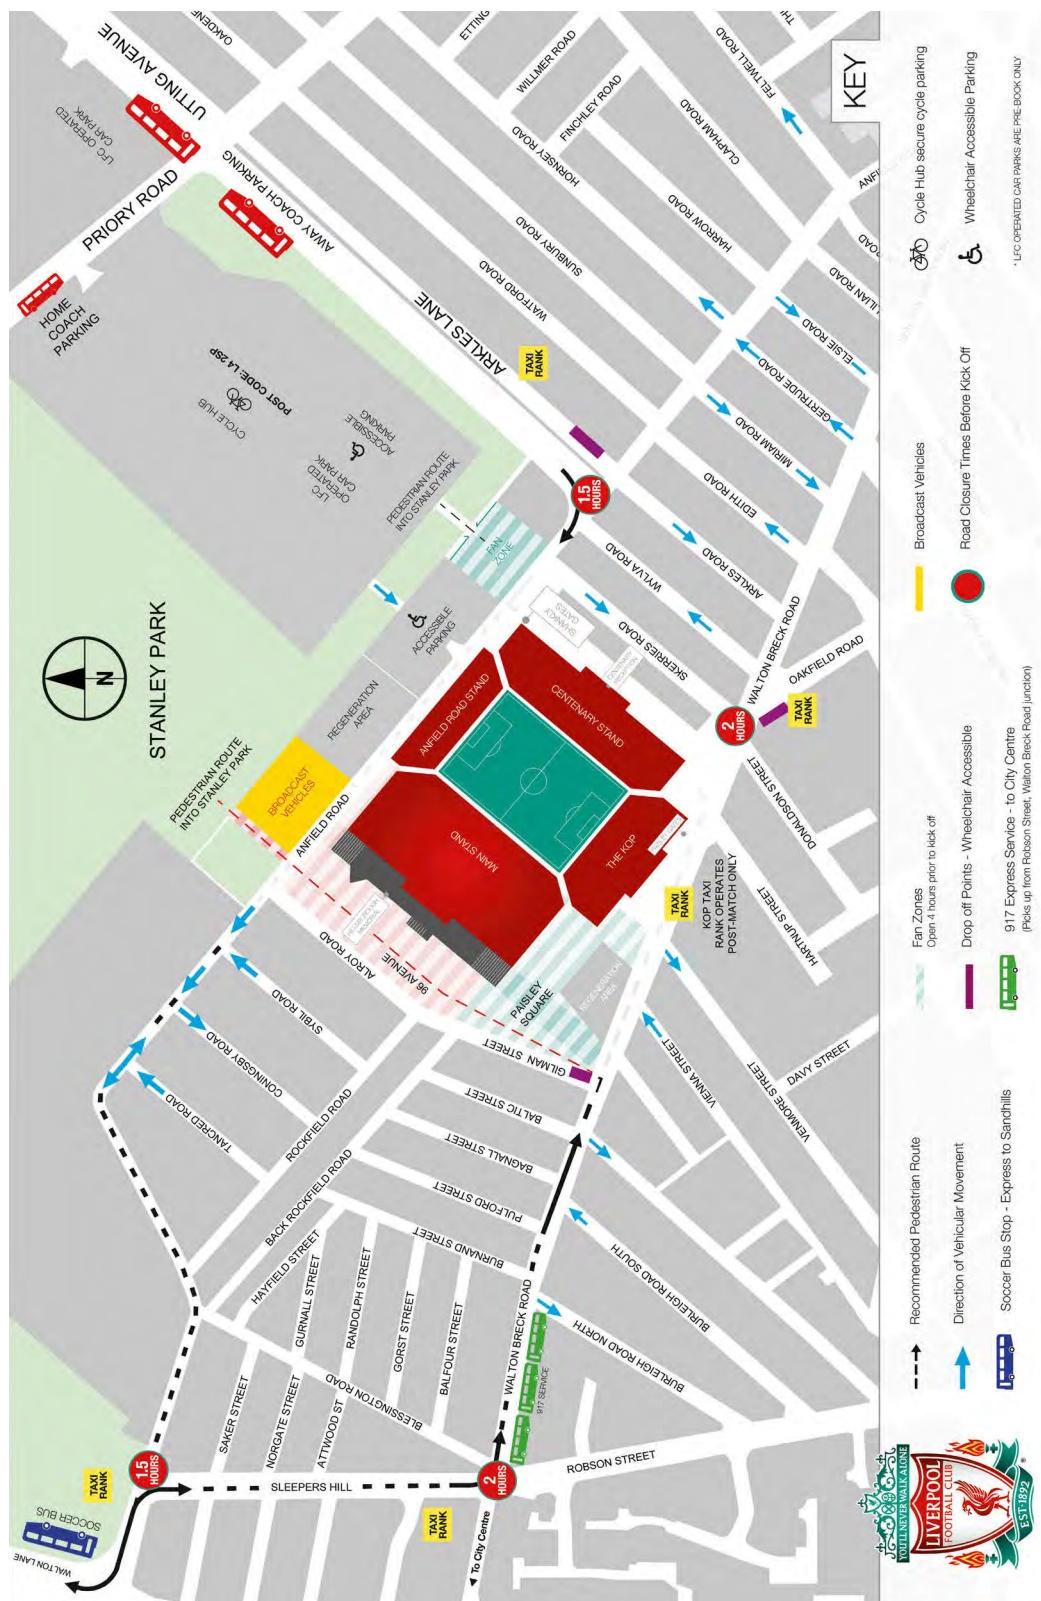 UTTING AVENUE
OAKDENE
ETTING
WILLMER ROAD
FINCHLEY ROAD
FELTWELL ROAD
TH
CLAPHAM ROAD
HORNSEY ROAD
HARROW ROAD
SUNBURY ROAD
WATFORD ROAD
ANFI
ROAD
LILIAN ROAD
ELSIE ROAD
GERTRUDE ROAD
MIRIAM ROAD
EDITH ROAD
ARKLES ROAD
WYLVA ROAD
SKERRIES ROAD
WALTON BRECK ROAD
OAKFIELD ROAD
LFC OPERATED
CAR PARK
PRIORY ROAD
AWAY COACH PARKING
HOME
COACH
PARKING
ARKLES LANE
TAXI
RANK
POST CODE: L4 2SP
CYCLE HUB
ACCESSIBLE
PARKING
LFC
OPERATED
CAR PARK
PEDESTRIAN ROUTE
INTO STANLEY PARK
1.5
HOURS
FAN
ZONE
SHANKLY
GATES
CENTENARY
RECEPTION
ACCESSIBLE
PARKING
REGENERATION
AREA
N
STANLEY PARK
PEDESTRIAN ROUTE
INTO STANLEY PARK
BROADCAST
VEHICLES
ANFIELD ROAD
ANFIELD ROAD STAND
CENTENARY STAND
MAIN STAND
THE KOP
2
HOURS
TAXI
RANK
DONALDSON STREET
HARTNUP STREET
TAXI
RANK
KOP TAXI
RANK OPERATES
POST-MATCH ONLY
HILLSBOROUGH
MEMORIAL
96 AVENUE
ALROY ROAD
PAISLEY
SQUARE
REGENERATION
AREA
GILMAN STREET
SYBIL ROAD
CONINGSBY ROAD
TANCRED ROAD
ROCKFIELD ROAD
BACK ROCKFIELD ROAD
BALTIC STREET
BAGNALL STREET
PULFORD STREET
BURNAND STREET
VIENNA STREET
VENMORE STREET
DAVY STREET
HAYFIELD STREET
GURNALL STREET
RANDOLPH STREET
GORST STREET
BALFOUR STREET
BLESSINGTON ROAD
SAKER STREET
NORGATE STREET
ATTWOOD ST
WALTON BRECK ROAD
917 SERVICE
BURLEIGH ROAD SOUTH
BURLEIGH ROAD NORTH
ROBSON STREET
SLEEPERS HILL
1.5
HOURS
2
HOURS
TAXI
RANK
TAXI
RANK
SOCCER BUS
WALTON LANE
To City Centre
KEY
Recommended Pedestrian Route
Direction of Vehicular Movement
Soccer Bus Stop - Express to Sandhills
Fan Zones
Open 4 hours prior to kick off
Drop off Points - Wheelchair Accessible
917 Express Service - to City Centre
(Picks up from Robson Street, Walton Breck Road junction)
Broadcast Vehicles
Road Closure Times Before Kick Off
Cycle Hub secure cycle parking
Wheelchair Accessible Parking
* LFC OPERATED CAR PARKS ARE PRE-BOOK ONLY
YOU'LL NEVER WALK ALONE
LIVERPOOL
FOOTBALL CLUB
EST·1892
®